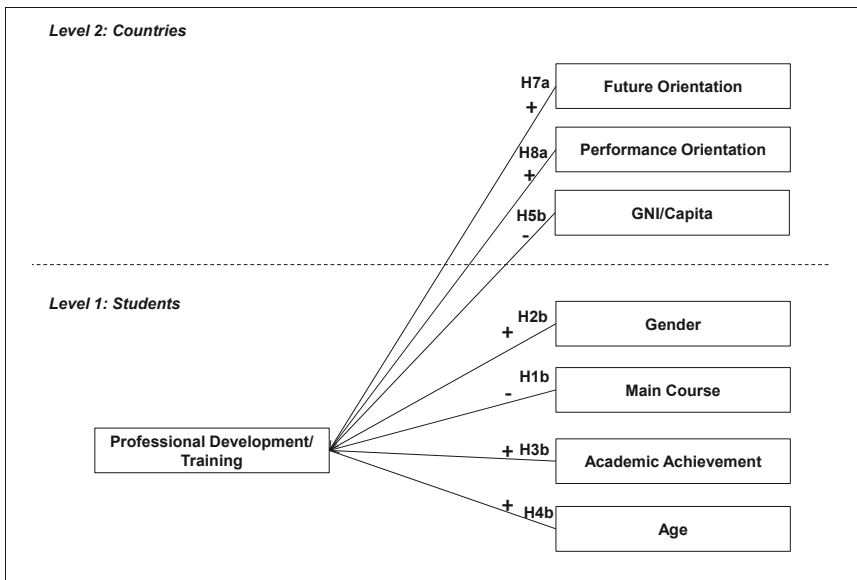 Level 2: Countries
H7a
+
Future Orientation
H8a
+
Performance Orientation
H5b
-
GNI/Capita
Level 1: Students
H2b
+
Gender
H1b
-
Main Course
Professional Development/
Training
+ H3b
Academic Achievement
+
H4b
Age